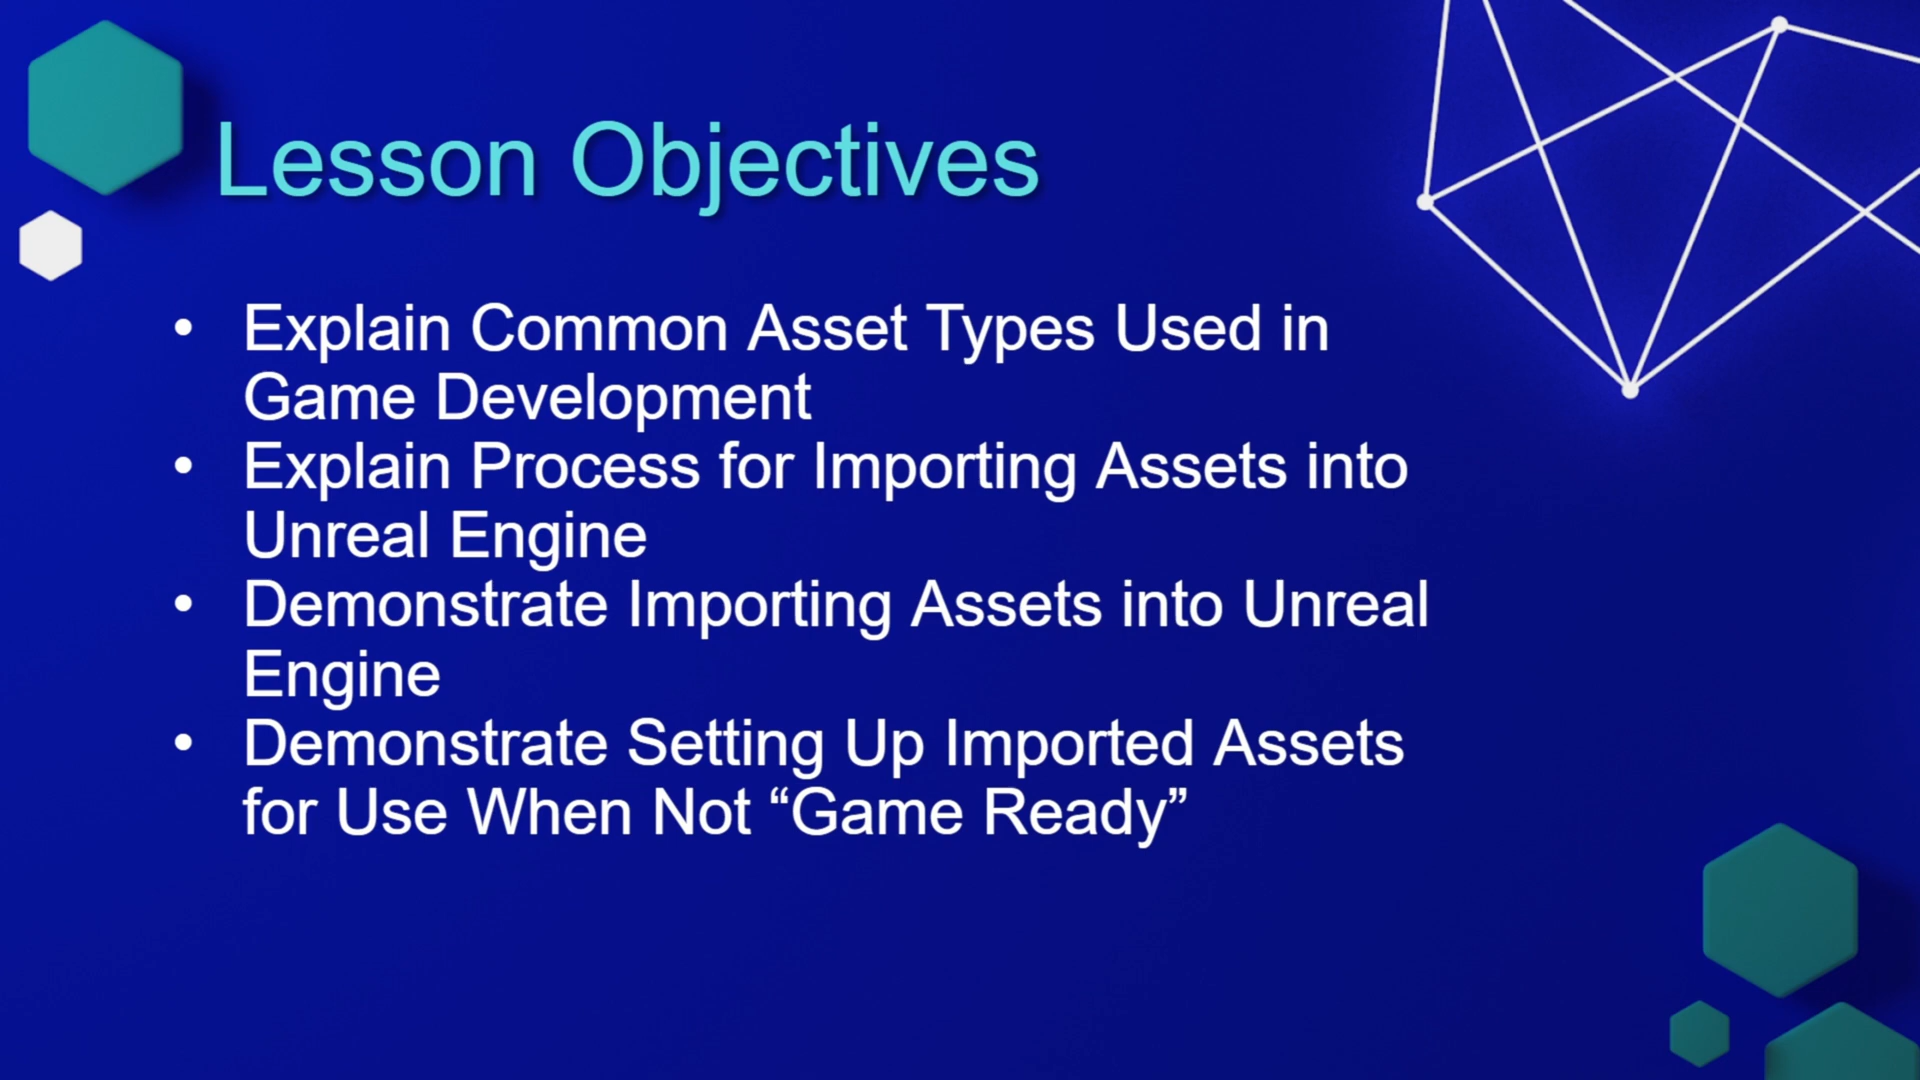 Lesson Objectives
• Explain Common Asset Types Used in
Game Development
• Explain Process for Importing Assets into
Unreal Engine
• Demonstrate Importing Assets into Unreal
Engine
• Demonstrate Setting Up Imported Assets
for Use When Not “Game Ready”